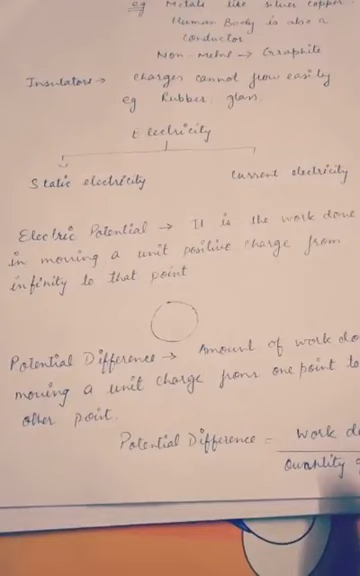 eg Metals like silver copper.
Human Body is also a
conductor
Non-Metal → Graphite
Insulators → charges cannot flow easily
eg Rubber, glass.
Electricity
Static electricity current electricity
Electric Potential → It is the work done
in moving a unit positive charge from
infinity to that point
Potential Difference → Amount of work do
moving a unit charge from one point to
other point.
Potential Difference = Work do
Quantity